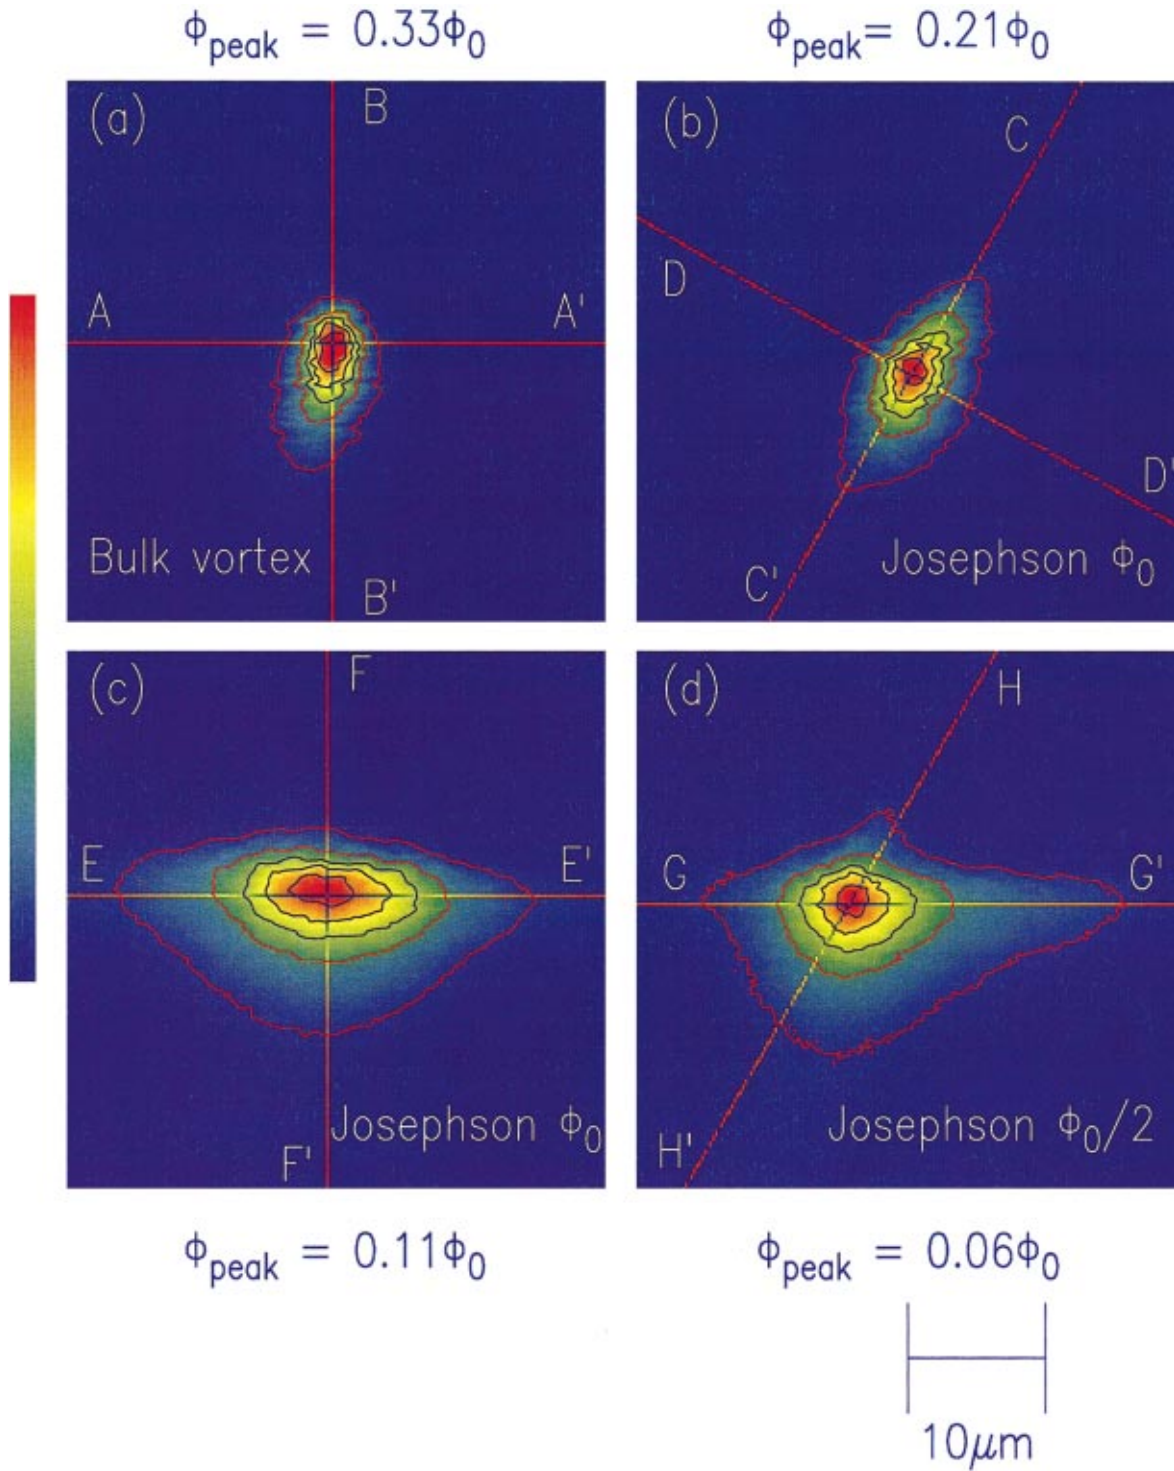 Φpeak = 0.33Φ0
Φpeak= 0.21Φ0
(a)
B
A
A'
Bulk vortex
B'
(b)
C
D
D'
C'
Josephson Φ0
(c)
F
E
E'
Josephson Φ0
F'
(d)
H
G
G'
Josephson Φ0/2
H'
Φpeak = 0.11Φ0
Φpeak = 0.06Φ0
10μm